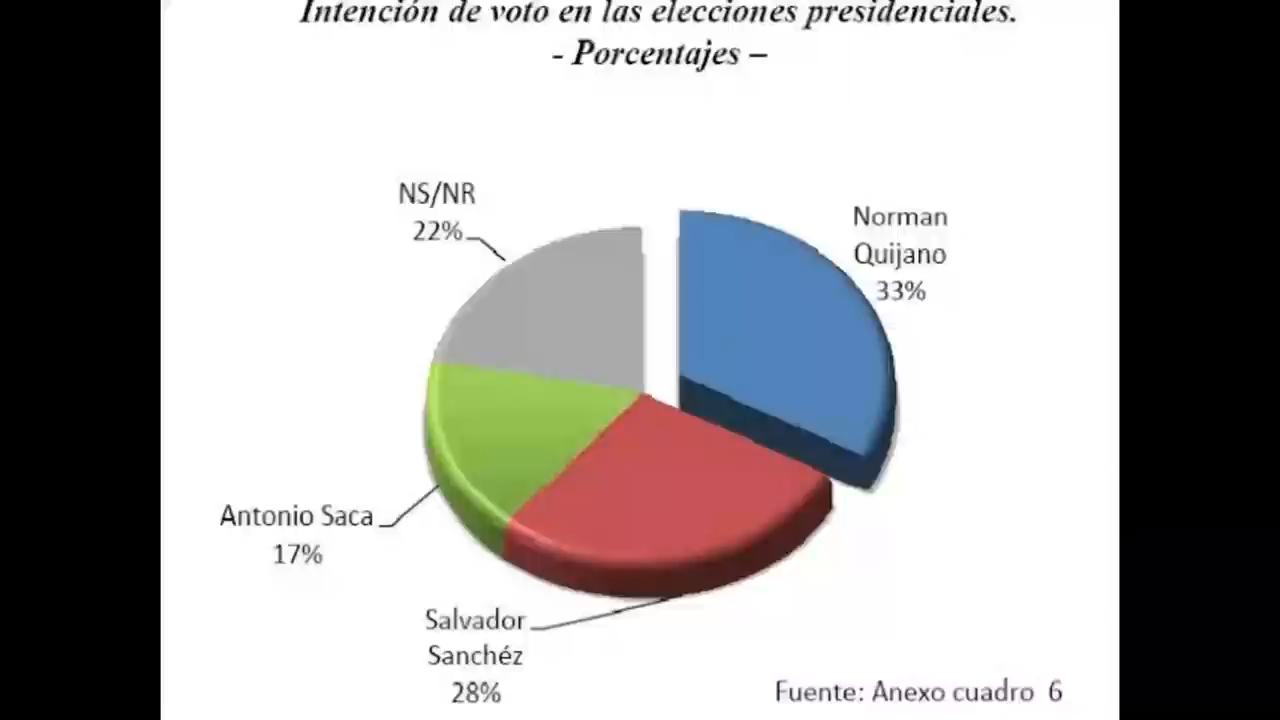 Intención de voto en las elecciones presidenciales.
- Porcentajes –
NS/NR
22%
Norman
Quijano
33%
Antonio Saca
17%
Salvador
Sanchéz
28%
Fuente: Anexo cuadro 6